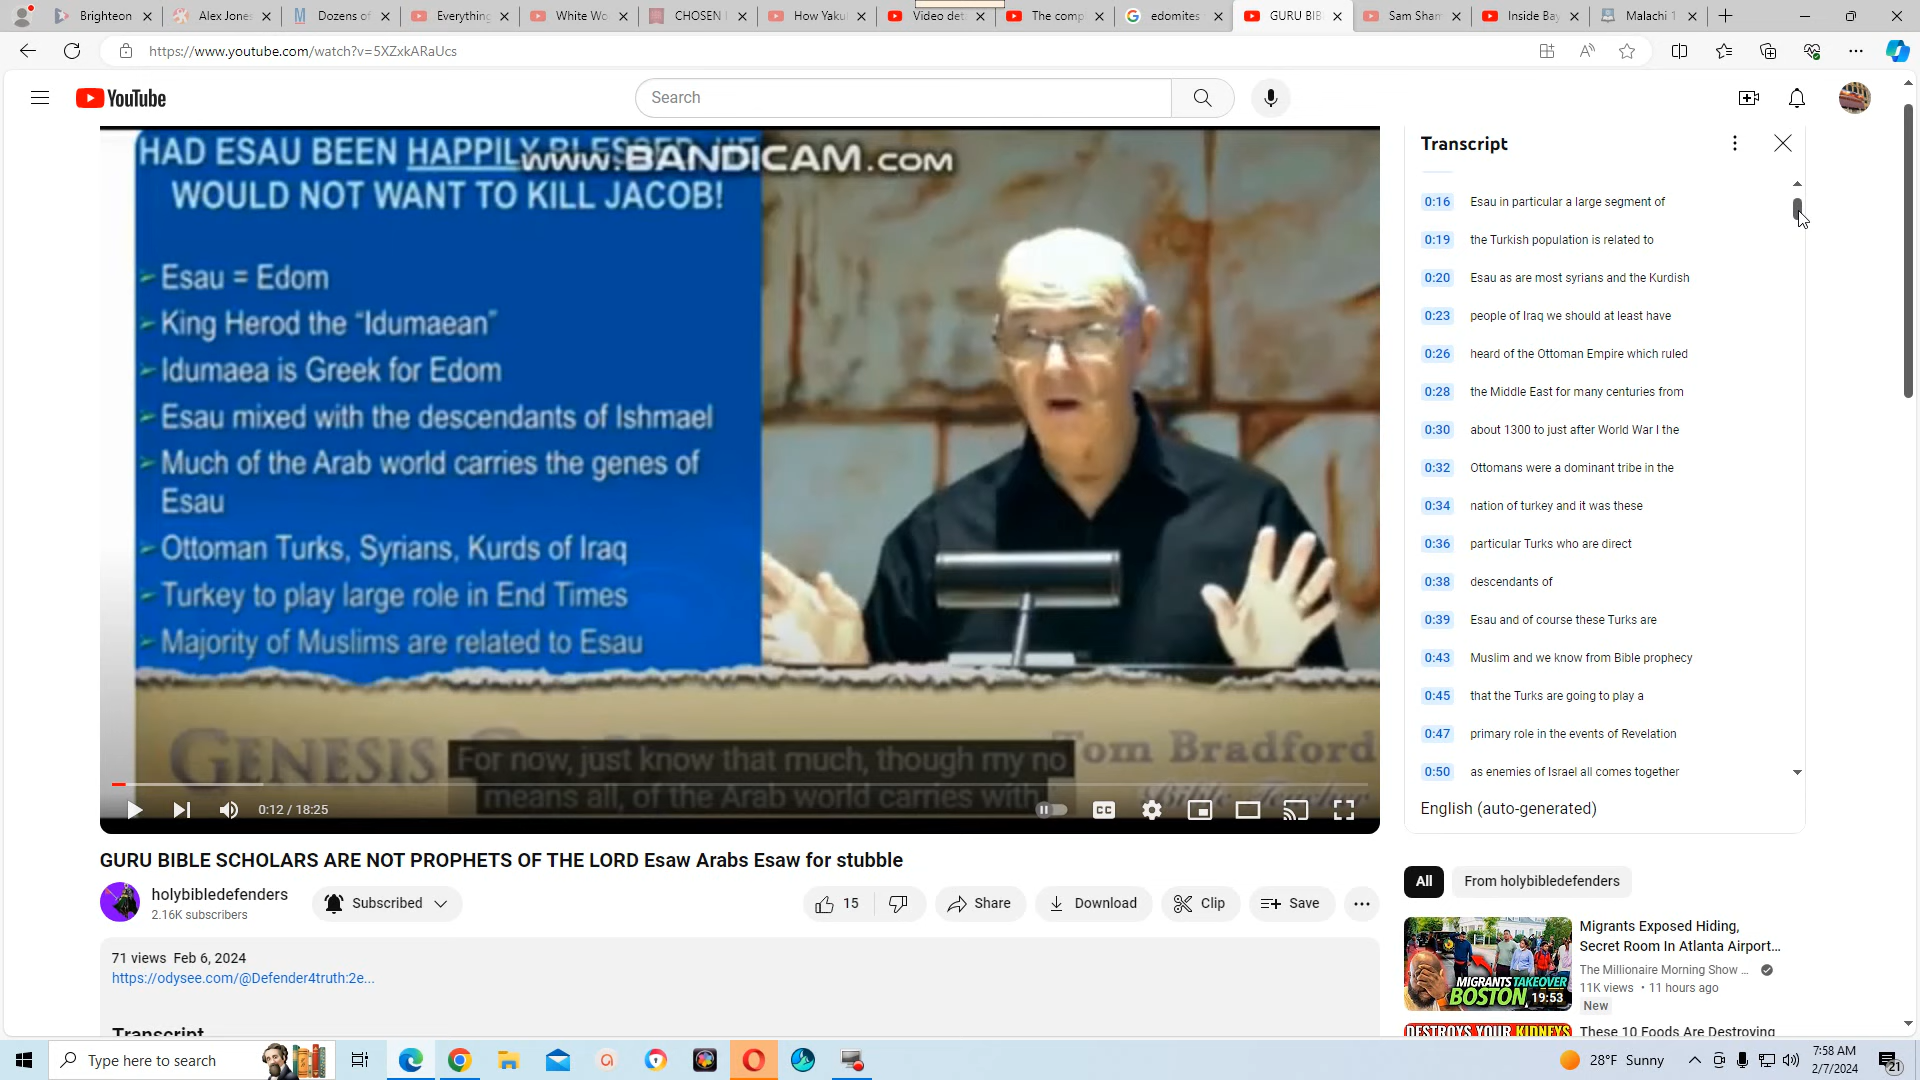 Brighteon
Alex Jone
Dozens of
Everything
White Wo
CHOSEN
How Yaku
Video det
The comp
edomites
GURU BIB
Sam Sham
Inside Bay
Malachi 1
https://www.youtube.com/watch?v=5XZxkARaUcs
YouTube
Search
HAD ESAU BEEN HAPPILY BLESSED, HE
www.BANDICAM.com
WOULD NOT WANT TO KILL JACOB!
Esau = Edom
King Herod the "Idumaean"
Idumaea is Greek for Edom
Esau mixed with the descendants of Ishmael
Much of the Arab world carries the genes of
Esau
Ottoman Turks, Syrians, Kurds of Iraq
Turkey to play large role in End Times
Majority of Muslims are related to Esau
GENESIS
Tom Bradford
Bible Teacher
For now, just know that much, though my no
means all, of the Arab world carries with
0:12 / 18:25
CC
Transcript
0:16 Esau in particular a large segment of
0:19 the Turkish population is related to
0:20 Esau as are most syrians and the Kurdish
0:23 people of Iraq we should at least have
0:26 heard of the Ottoman Empire which ruled
0:28 the Middle East for many centuries from
0:30 about 1300 to just after World War I the
0:32 Ottomans were a dominant tribe in the
0:34 nation of turkey and it was these
0:36 particular Turks who are direct
0:38 descendants of
0:39 Esau and of course these Turks are
0:43 Muslim and we know from Bible prophecy
0:45 that the Turks are going to play a
0:47 primary role in the events of Revelation
0:50 as enemies of Israel all comes together
English (auto-generated)
GURU BIBLE SCHOLARS ARE NOT PROPHETS OF THE LORD Esaw Arabs Esaw for stubble
holybibledefenders
2.16K subscribers
Subscribed
15
Share
Download
Clip
Save
71 views Feb 6, 2024
https://odysee.com/@Defender4truth:2e...
Transcript
All
From holybibledefenders
MIGRANTS TAKEOVER
BOSTON
19:53
Migrants Exposed Hiding,
Secret Room In Atlanta Airport...
The Millionaire Morning Show ...
11K views • 11 hours ago
New
DESTROYS YOUR KIDNEYS
These 10 Foods Are Destroying
Type here to search
28°F Sunny
7:58 AM
2/7/2024
21